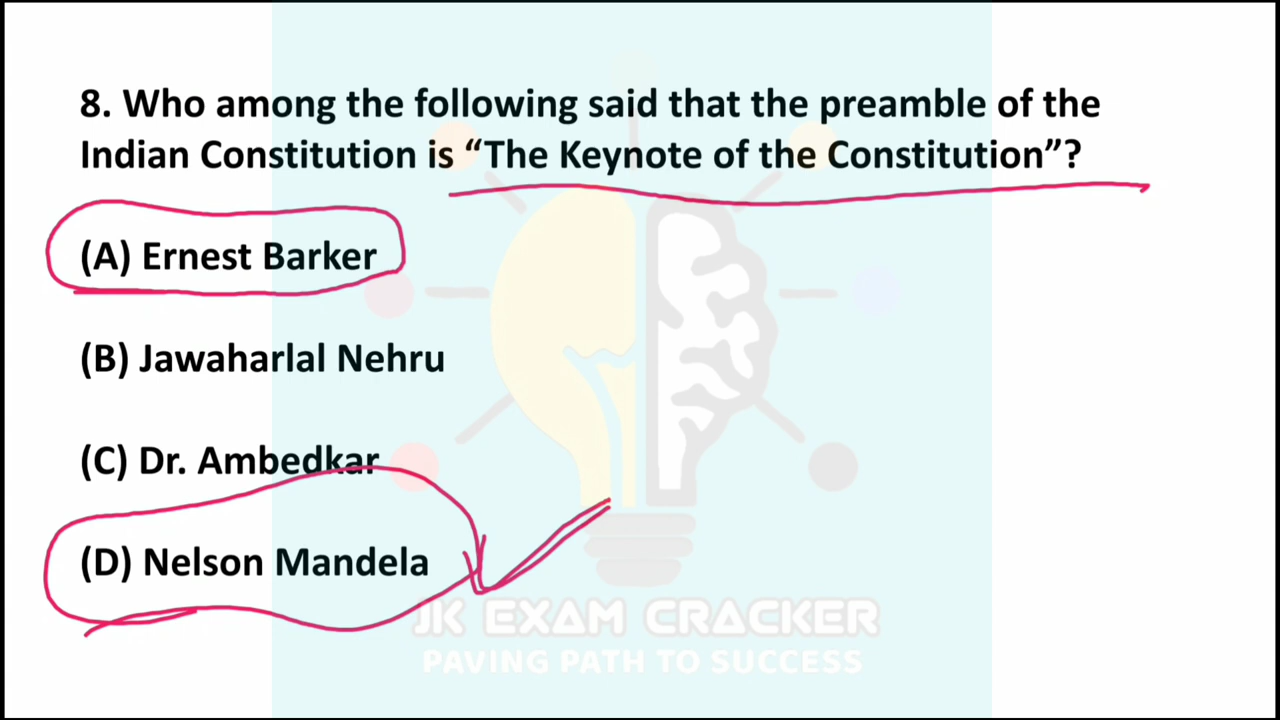 8. Who among the following said that the preamble of the
Indian Constitution is “The Keynote of the Constitution”?
(A) Ernest Barker
(B) Jawaharlal Nehru
(C) Dr. Ambedkar
(D) Nelson Mandela
JK EXAM CRACKER
PAVING PATH TO SUCCESS